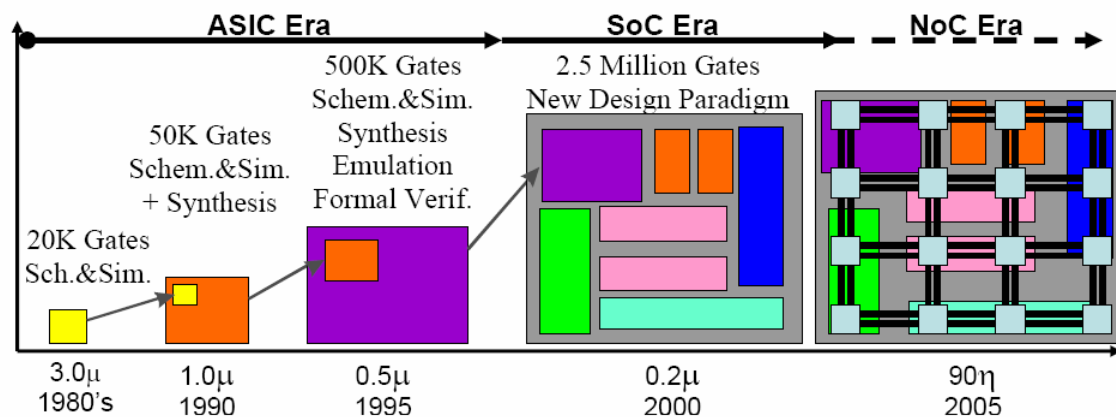 ASIC Era
SoC Era
NoC Era
20K Gates
Sch.&Sim.
50K Gates
Schem.&Sim.
+ Synthesis
500K Gates
Schem.&Sim.
Synthesis
Emulation
Formal Verif.
2.5 Million Gates
New Design Paradigm
3.0μ
1980's
1.0μ
1990
0.5μ
1995
0.2μ
2000
90η
2005